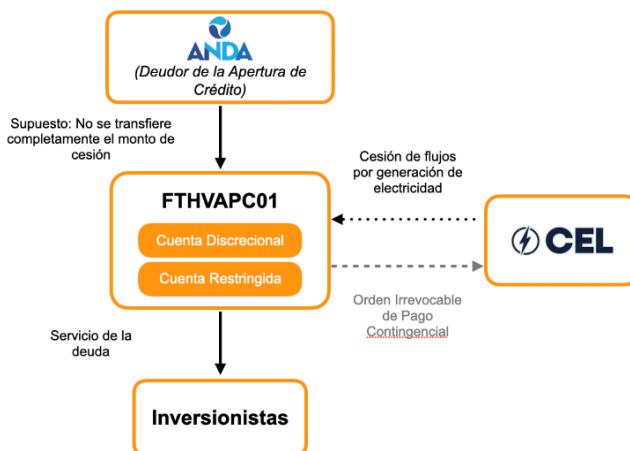 ANDA
(Deudor de la Apertura de
Crédito)
Supuesto: No se transfiere
completamente el monto de
cesión
Cesión de flujos
por generación de
electricidad
FTHVAPC01
Cuenta Discrecional
Cuenta Restringida
CEL
Orden Irrevocable
de Pago
Contingencial
Servicio de la
deuda
Inversionistas